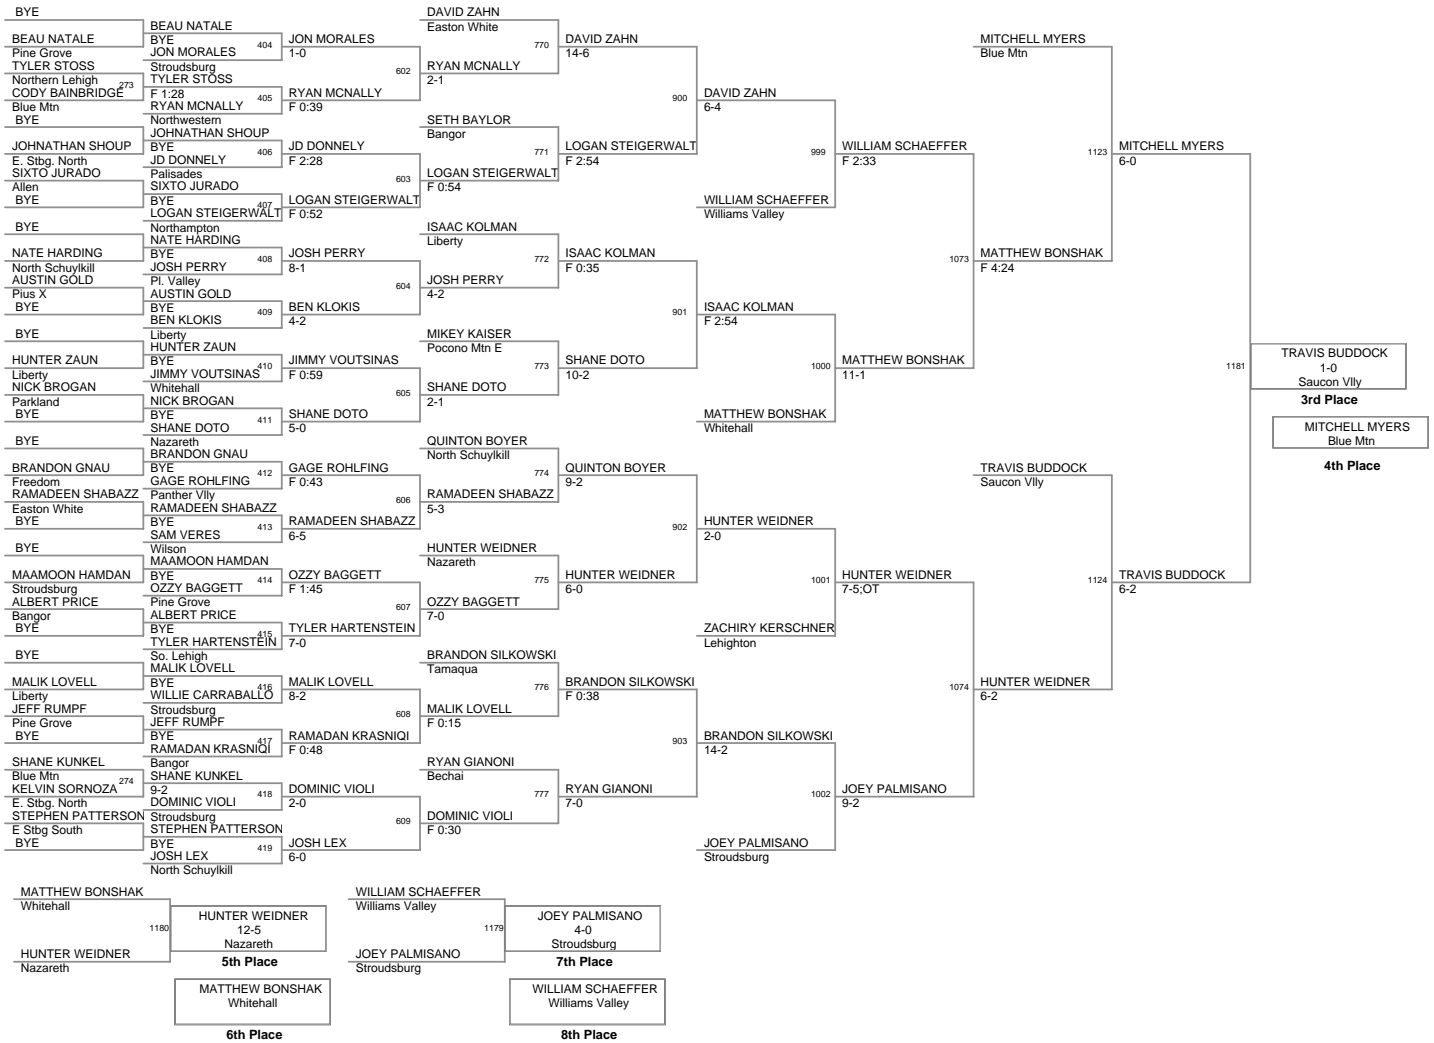 BYE
BEAU NATALE
Pine Grove
TYLER STOSS
Northern Lehigh
273
CODY BAINBRIDGE
Blue Mtn
BYE
JOHNATHAN SHOUP
E. Stbg. North
SIXTO JURADO
Allen
BYE
BYE
NATE HARDING
North Schuylkill
AUSTIN GOLD
Pius X
BYE
BYE
HUNTER ZAUN
Liberty
NICK BROGAN
Parkland
BYE
BYE
BRANDON GNAU
Freedom
RAMADEEN SHABAZZ
Easton White
BYE
BYE
MAAMOON HAMDAN
Stroudsburg
ALBERT PRICE
Bangor
BYE
BYE
MALIK LOVELL
Liberty
JEFF RUMPF
Pine Grove
BYE
SHANE KUNKEL
Blue Mtn
274
KELVIN SORNOZA
E. Stbg. North
STEPHEN PATTERSON
E Stbg South
BYE
BEAU NATALE
BYE
404
JON MORALES
Stroudsburg
TYLER STOSS
F 1:28
405
RYAN MCNALLY
Northwestern
JOHNATHAN SHOUP
BYE
406
JD DONNELY
Palisades
SIXTO JURADO
BYE
407
LOGAN STEIGERWALT
Northampton
NATE HARDING
BYE
408
JOSH PERRY
Pl. Valley
AUSTIN GOLD
BYE
409
BEN KLOKIS
Liberty
HUNTER ZAUN
BYE
410
JIMMY VOUTSINAS
Whitehall
NICK BROGAN
BYE
411
SHANE DOTO
Nazareth
BRANDON GNAU
BYE
412
GAGE ROHLFING
Panther Vlly
RAMADEEN SHABAZZ
BYE
413
SAM VERES
Wilson
MAAMOON HAMDAN
BYE
414
OZZY BAGGETT
Pine Grove
ALBERT PRICE
BYE
415
TYLER HARTENSTEIN
So. Lehigh
MALIK LOVELL
BYE
416
WILLIE CARRABALLO
Stroudsburg
JEFF RUMPF
BYE
417
RAMADAN KRASNIQI
Bangor
SHANE KUNKEL
9-2
418
DOMINIC VIOLI
Stroudsburg
STEPHEN PATTERSON
BYE
419
JOSH LEX
North Schuylkill
JON MORALES
1-0
602
RYAN MCNALLY
F 0:39
JD DONNELY
F 2:28
603
LOGAN STEIGERWALT
F 0:52
JOSH PERRY
8-1
604
BEN KLOKIS
4-2
JIMMY VOUTSINAS
F 0:59
605
SHANE DOTO
5-0
GAGE ROHLFING
F 0:43
606
RAMADEEN SHABAZZ
6-5
OZZY BAGGETT
F 1:45
607
TYLER HARTENSTEIN
7-0
MALIK LOVELL
8-2
608
RAMADAN KRASNIQI
F 0:48
DOMINIC VIOLI
2-0
609
JOSH LEX
6-0
DAVID ZAHN
Easton White
770
RYAN MCNALLY
2-1
SETH BAYLOR
Bangor
771
LOGAN STEIGERWALT
F 0:54
ISAAC KOLMAN
Liberty
772
JOSH PERRY
4-2
MIKEY KAISER
Pocono Mtn E
773
SHANE DOTO
2-1
QUINTON BOYER
North Schuylkill
774
RAMADEEN SHABAZZ
5-3
HUNTER WEIDNER
Nazareth
775
OZZY BAGGETT
7-0
BRANDON SILKOWSKI
Tamaqua
776
MALIK LOVELL
F 0:15
RYAN GIANONI
Bechai
777
DOMINIC VIOLI
F 0:30
DAVID ZAHN
14-6
900
LOGAN STEIGERWALT
F 2:54
ISAAC KOLMAN
F 0:35
901
SHANE DOTO
10-2
QUINTON BOYER
9-2
902
HUNTER WEIDNER
6-0
BRANDON SILKOWSKI
F 0:38
903
RYAN GIANONI
7-0
DAVID ZAHN
6-4
999
WILLIAM SCHAEFFER
Williams Valley
ISAAC KOLMAN
F 2:54
1000
MATTHEW BONSHAK
Whitehall
HUNTER WEIDNER
2-0
1001
ZACHIRY KERSCHNER
Lehighton
BRANDON SILKOWSKI
14-2
1002
JOEY PALMISANO
Stroudsburg
WILLIAM SCHAEFFER
F 2:33
1073
MATTHEW BONSHAK
11-1
HUNTER WEIDNER
7-5;OT
1074
JOEY PALMISANO
9-2
MITCHELL MYERS
Blue Mtn
1123
MATTHEW BONSHAK
F 4:24
TRAVIS BUDDOCK
Saucon Vlly
1124
HUNTER WEIDNER
6-2
MITCHELL MYERS
6-0
1181
TRAVIS BUDDOCK
6-2
TRAVIS BUDDOCK
1-0
Saucon Vlly
3rd Place
MITCHELL MYERS
Blue Mtn
4th Place
MATTHEW BONSHAK
Whitehall
1180
HUNTER WEIDNER
Nazareth
HUNTER WEIDNER
12-5
Nazareth
5th Place
MATTHEW BONSHAK
Whitehall
6th Place
WILLIAM SCHAEFFER
Williams Valley
1179
JOEY PALMISANO
Stroudsburg
JOEY PALMISANO
4-0
Stroudsburg
7th Place
WILLIAM SCHAEFFER
Williams Valley
8th Place